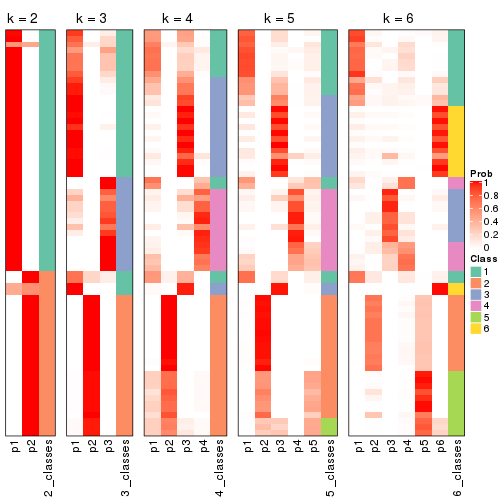 k = 2
k = 3
k = 4
k = 5
k = 6
p1
p2
2_classes
p1
p2
p3
3_classes
p1
p2
p3
p4
4_classes
p1
p2
p3
p4
p5
5_classes
p1
p2
p3
p4
p5
p6
6_classes
Prob
1
0.8
0.6
0.4
0.2
0
Class
1
2
3
4
5
6